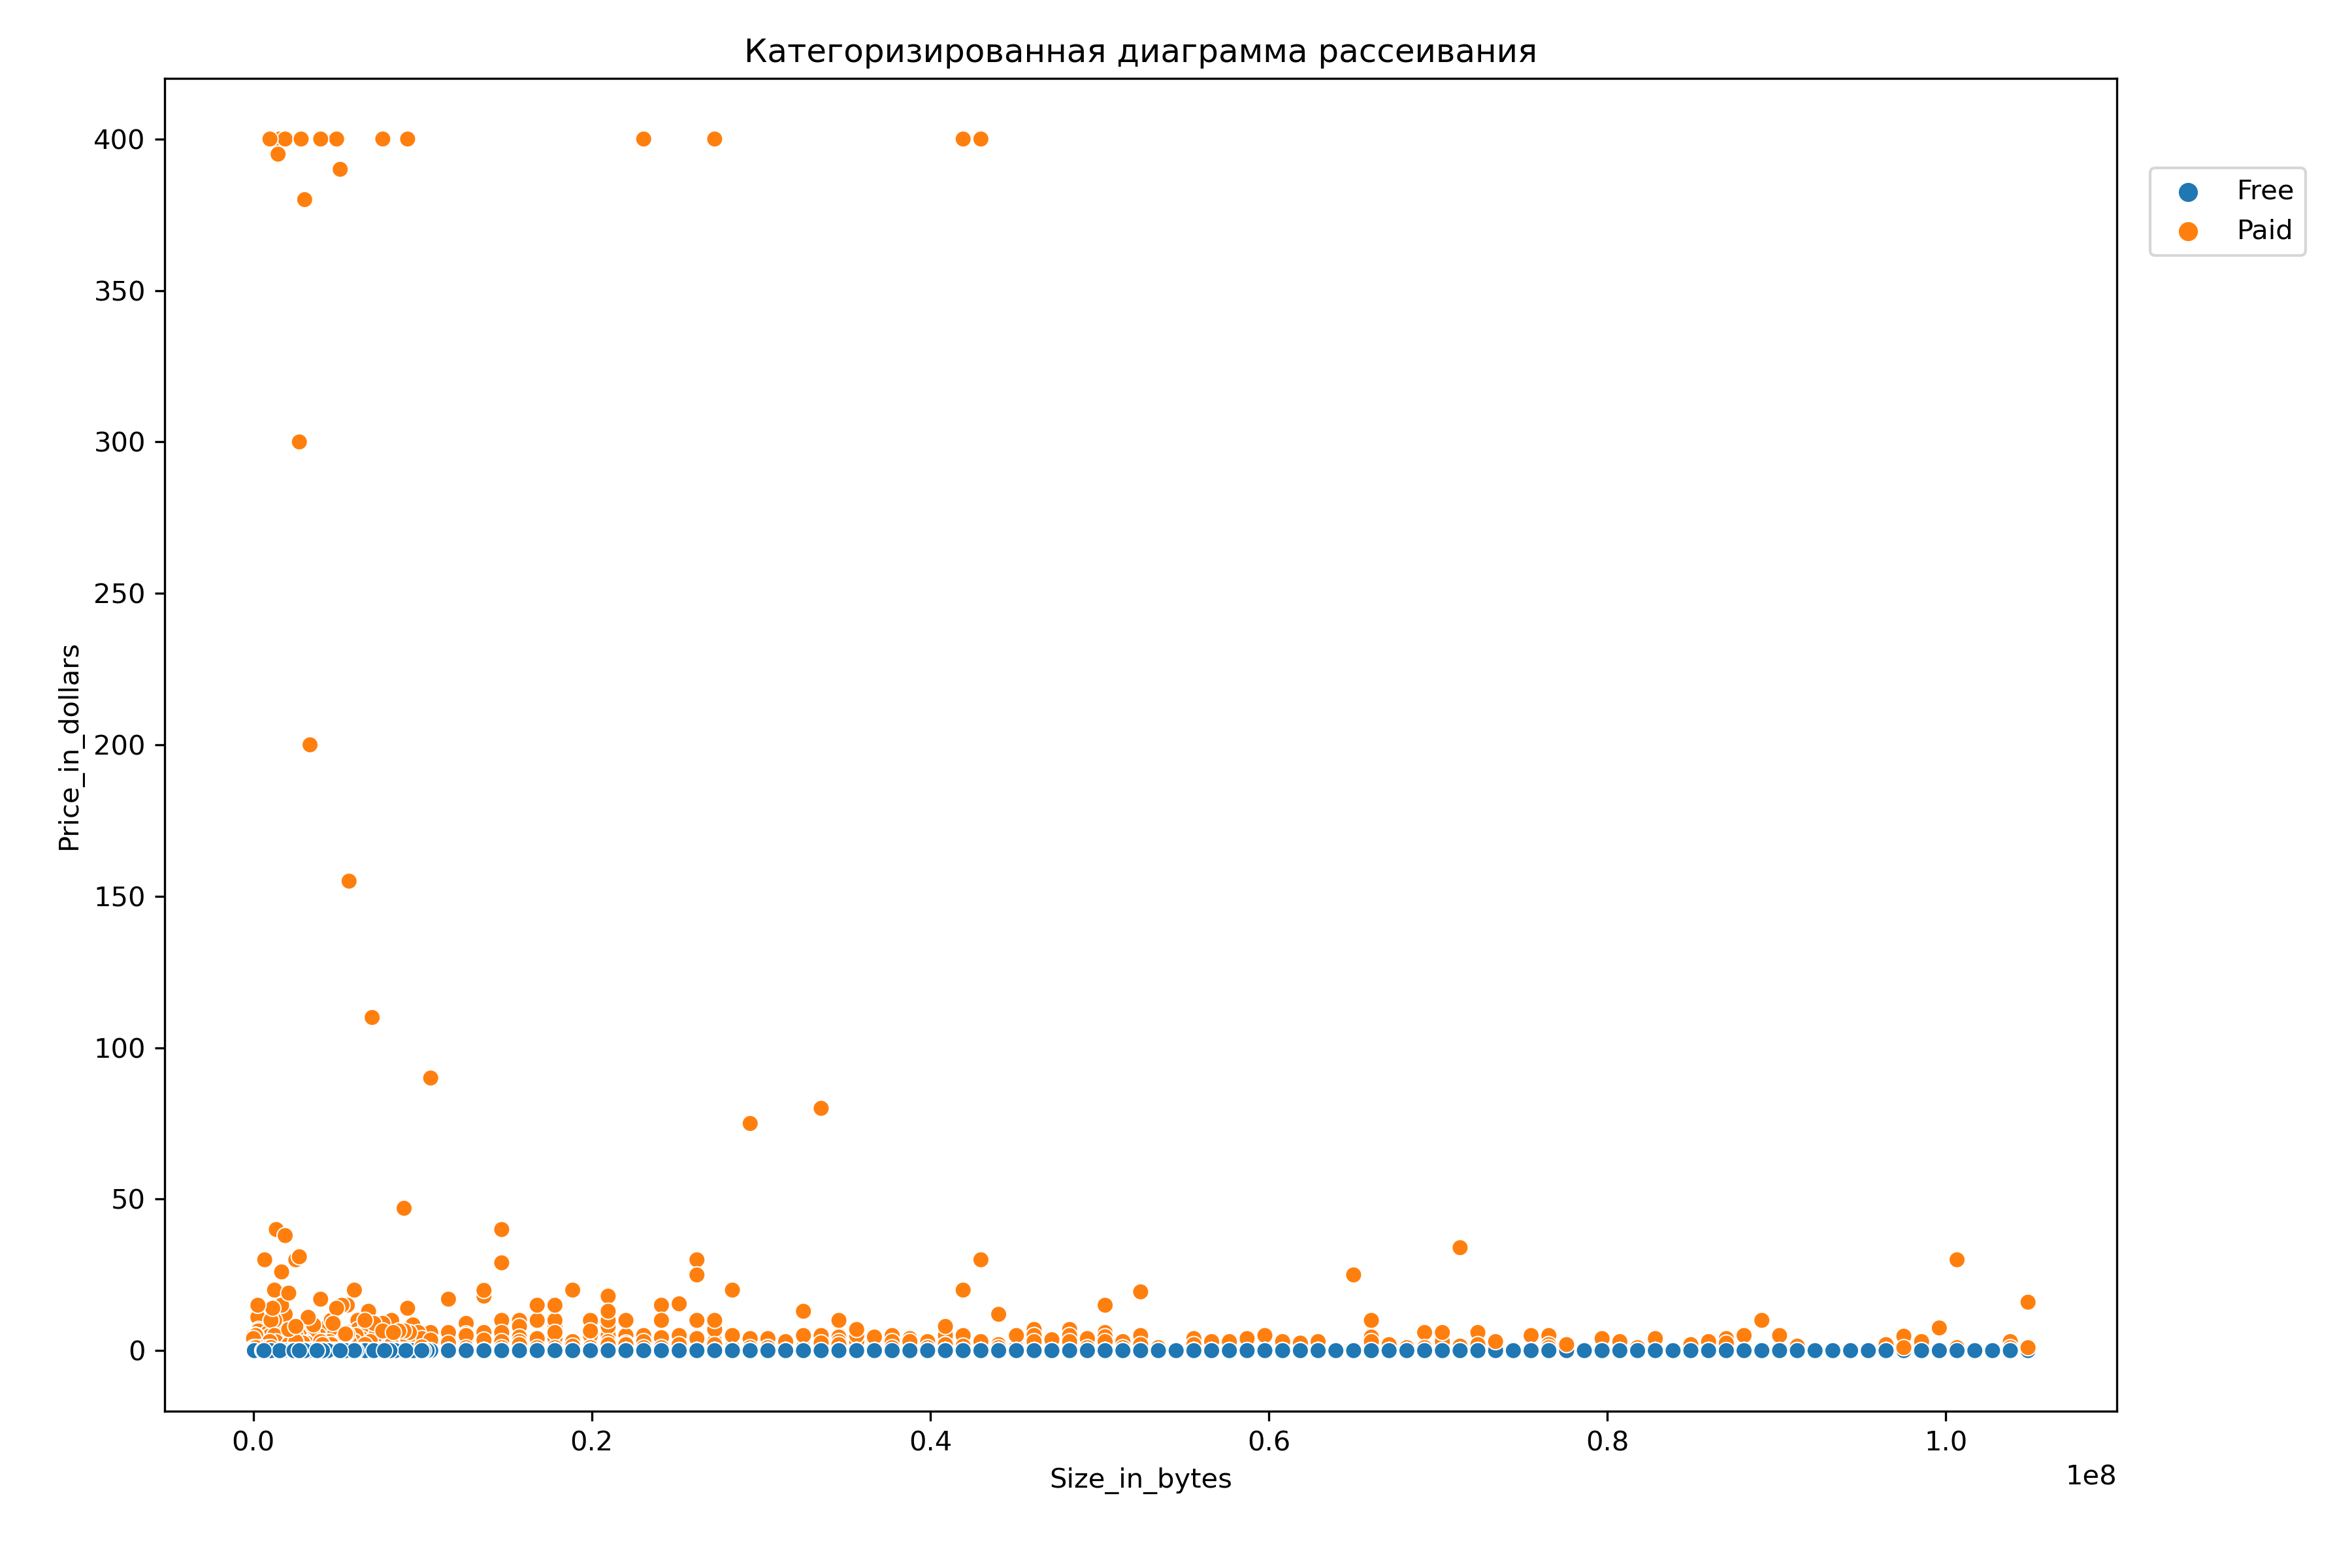 Категоризированная диаграмма рассеивания
Free
Paid
Price_in_dollars
400
350
300
250
200
150
100
50
0
0.0 0.2 0.4 0.6 0.8 1.0
Size_in_bytes
1e8